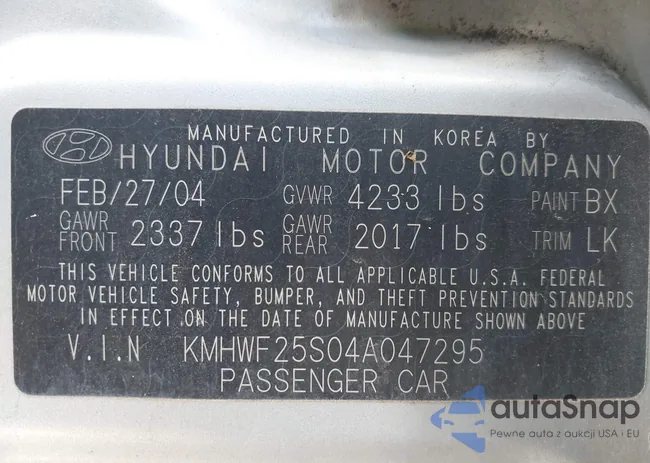 MANUFACTURED IN KOREA BY
HYUNDAI MOTOR COMPANY
FEB/27/04 GVWR 4233 lbs PAINT BX
GAWR FRONT 2337 lbs GAWR REAR 2017 lbs TRIM LK
THIS VEHICLE CONFORMS TO ALL APPLICABLE U.S.A. FEDERAL
MOTOR VEHICLE SAFETY, BUMPER, AND THEFT PREVENTION STANDARDS
IN EFFECT ON THE DATE OF MANUFACTURE SHOWN ABOVE
V.I.N KMHWF25S04A047295
PASSENGER CAR
autaSnap
Pewne auta z aukcji USA i EU